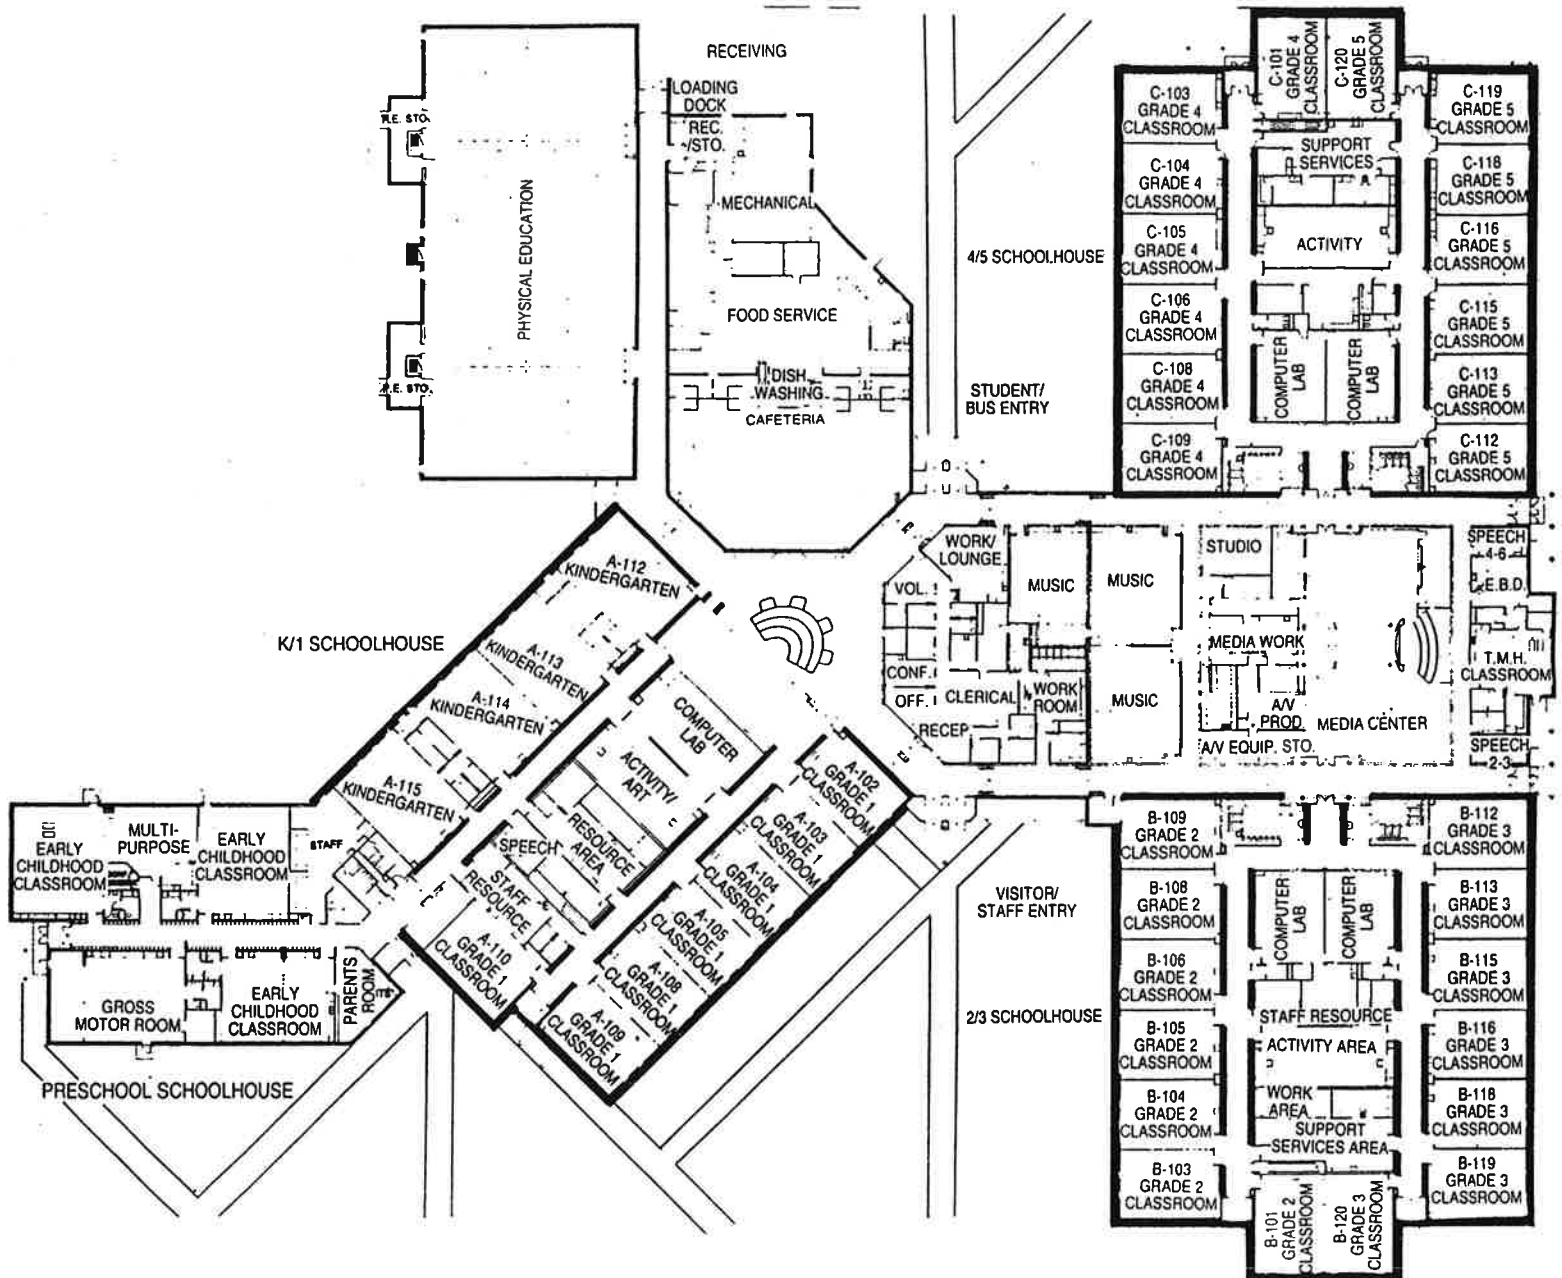 RECEIVING
LOADING
DOCK
REC.
/STO.
P.E. STO.
MECHANICAL
PHYSICAL EDUCATION
FOOD SERVICE
P.E. STO.
DISH
WASHING
CAFETERIA
4/5 SCHOOLHOUSE
STUDENT/
BUS ENTRY
C-101
GRADE 4
CLASSROOM
C-120
GRADE 5
CLASSROOM
C-103
GRADE 4
CLASSROOM
C-104
GRADE 4
CLASSROOM
C-105
GRADE 4
CLASSROOM
C-106
GRADE 4
CLASSROOM
C-108
GRADE 4
CLASSROOM
C-109
GRADE 4
CLASSROOM
SUPPORT
SERVICES
ACTIVITY
COMPUTER
LAB
COMPUTER
LAB
C-119
GRADE 5
CLASSROOM
C-118
GRADE 5
CLASSROOM
C-116
GRADE 5
CLASSROOM
C-115
GRADE 5
CLASSROOM
C-113
GRADE 5
CLASSROOM
C-112
GRADE 5
CLASSROOM
WORK/
LOUNGE
VOL.
MUSIC
MUSIC
CONF.
OFF.
CLERICAL
WORK
ROOM
RECEP
MUSIC
STUDIO
MEDIA WORK
A/V
PROD
A/V EQUIP. STO.
MEDIA CENTER
SPEECH
4-6
E.B.D.
T.M.H.
CLASSROOM
SPEECH
2-3
K/1 SCHOOLHOUSE
A-112
KINDERGARTEN
A-113
KINDERGARTEN
A-114
KINDERGARTEN
A-115
KINDERGARTEN
COMPUTER
LAB
ACTIVITY/
ART
RESOURCE
AREA
SPEECH
STAFF
RESOURCE
A-102
GRADE 1
CLASSROOM
A-103
GRADE 1
CLASSROOM
A-104
GRADE 1
CLASSROOM
A-105
GRADE 1
CLASSROOM
A-108
GRADE 1
CLASSROOM
A-109
GRADE 1
CLASSROOM
A-110
GRADE 1
CLASSROOM
EARLY
CHILDHOOD
CLASSROOM
MULTI-
PURPOSE
EARLY
CHILDHOOD
CLASSROOM
STAFF
GROSS
MOTOR ROOM
EARLY
CHILDHOOD
CLASSROOM
PARENTS
ROOM
PRESCHOOL SCHOOLHOUSE
VISITOR/
STAFF ENTRY
2/3 SCHOOLHOUSE
B-109
GRADE 2
CLASSROOM
B-108
GRADE 2
CLASSROOM
B-106
GRADE 2
CLASSROOM
B-105
GRADE 2
CLASSROOM
B-104
GRADE 2
CLASSROOM
B-103
GRADE 2
CLASSROOM
COMPUTER
LAB
COMPUTER
LAB
STAFF RESOURCE
ACTIVITY AREA
WORK
AREA
SUPPORT
SERVICES AREA
B-101
GRADE 2
CLASSROOM
B-120
GRADE 3
CLASSROOM
B-112
GRADE 3
CLASSROOM
B-113
GRADE 3
CLASSROOM
B-115
GRADE 3
CLASSROOM
B-116
GRADE 3
CLASSROOM
B-118
GRADE 3
CLASSROOM
B-119
GRADE 3
CLASSROOM